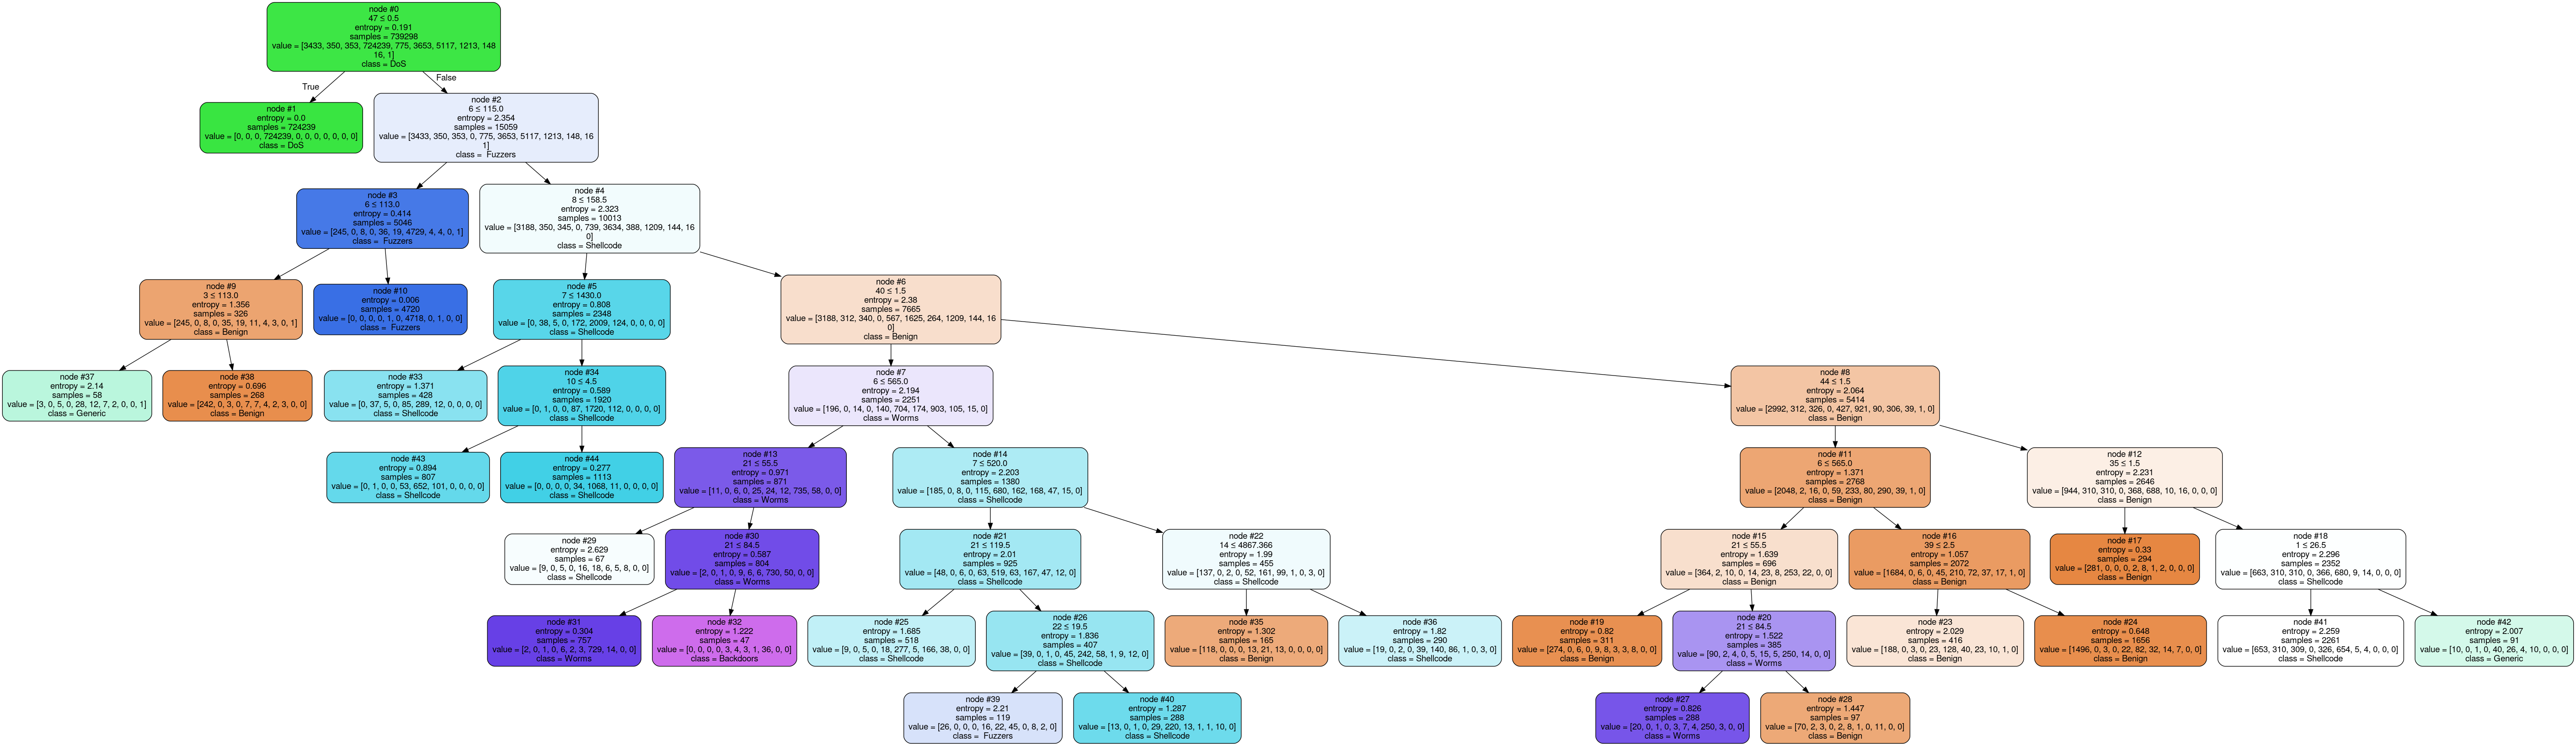 node #0
47 ≤ 0.5
entropy = 0.191
samples = 739298
value = [3433, 350, 353, 724239, 775, 3653, 5117, 1213, 148
16, 1]
class = DoS
True
False
node #1
entropy = 0.0
samples = 724239
value = [0, 0, 0, 724239, 0, 0, 0, 0, 0, 0, 0]
class = DoS
node #2
6 ≤ 115.0
entropy = 2.354
samples = 15059
value = [3433, 350, 353, 0, 775, 3653, 5117, 1213, 148, 16
1]
class =  Fuzzers
node #3
6 ≤ 113.0
entropy = 0.414
samples = 5046
value = [245, 0, 8, 0, 36, 19, 4729, 4, 4, 0, 1]
class =  Fuzzers
node #4
8 ≤ 158.5
entropy = 2.323
samples = 10013
value = [3188, 350, 345, 0, 739, 3634, 388, 1209, 144, 16
0]
class = Shellcode
node #9
3 ≤ 113.0
entropy = 1.356
samples = 326
value = [245, 0, 8, 0, 35, 19, 11, 4, 3, 0, 1]
class = Benign
node #10
entropy = 0.006
samples = 4720
value = [0, 0, 0, 0, 1, 0, 4718, 0, 1, 0, 0]
class =  Fuzzers
node #5
7 ≤ 1430.0
entropy = 0.808
samples = 2348
value = [0, 38, 5, 0, 172, 2009, 124, 0, 0, 0, 0]
class = Shellcode
node #6
40 ≤ 1.5
entropy = 2.38
samples = 7665
value = [3188, 312, 340, 0, 567, 1625, 264, 1209, 144, 16
0]
class = Benign
node #37
entropy = 2.14
samples = 58
value = [3, 0, 5, 0, 28, 12, 7, 2, 0, 0, 1]
class = Generic
node #38
entropy = 0.696
samples = 268
value = [242, 0, 3, 0, 7, 7, 4, 2, 3, 0, 0]
class = Benign
node #33
entropy = 1.371
samples = 428
value = [0, 37, 5, 0, 85, 289, 12, 0, 0, 0, 0]
class = Shellcode
node #34
10 ≤ 4.5
entropy = 0.589
samples = 1920
value = [0, 1, 0, 0, 87, 1720, 112, 0, 0, 0, 0]
class = Shellcode
node #7
6 ≤ 565.0
entropy = 2.194
samples = 2251
value = [196, 0, 14, 0, 140, 704, 174, 903, 105, 15, 0]
class = Worms
node #8
44 ≤ 1.5
entropy = 2.064
samples = 5414
value = [2992, 312, 326, 0, 427, 921, 90, 306, 39, 1, 0]
class = Benign
node #43
entropy = 0.894
samples = 807
value = [0, 1, 0, 0, 53, 652, 101, 0, 0, 0, 0]
class = Shellcode
node #44
entropy = 0.277
samples = 1113
value = [0, 0, 0, 0, 34, 1068, 11, 0, 0, 0, 0]
class = Shellcode
node #13
21 ≤ 55.5
entropy = 0.971
samples = 871
value = [11, 0, 6, 0, 25, 24, 12, 735, 58, 0, 0]
class = Worms
node #14
7 ≤ 520.0
entropy = 2.203
samples = 1380
value = [185, 0, 8, 0, 115, 680, 162, 168, 47, 15, 0]
class = Shellcode
node #11
6 ≤ 565.0
entropy = 1.371
samples = 2768
value = [2048, 2, 16, 0, 59, 233, 80, 290, 39, 1, 0]
class = Benign
node #12
35 ≤ 1.5
entropy = 2.231
samples = 2646
value = [944, 310, 310, 0, 368, 688, 10, 16, 0, 0, 0]
class = Benign
node #29
entropy = 2.629
samples = 67
value = [9, 0, 5, 0, 16, 18, 6, 5, 8, 0, 0]
class = Shellcode
node #30
21 ≤ 84.5
entropy = 0.587
samples = 804
value = [2, 0, 1, 0, 9, 6, 6, 730, 50, 0, 0]
class = Worms
node #21
21 ≤ 119.5
entropy = 2.01
samples = 925
value = [48, 0, 6, 0, 63, 519, 63, 167, 47, 12, 0]
class = Shellcode
node #22
14 ≤ 4867.366
entropy = 1.99
samples = 455
value = [137, 0, 2, 0, 52, 161, 99, 1, 0, 3, 0]
class = Shellcode
node #15
21 ≤ 55.5
entropy = 1.639
samples = 696
value = [364, 2, 10, 0, 14, 23, 8, 253, 22, 0, 0]
class = Benign
node #16
39 ≤ 2.5
entropy = 1.057
samples = 2072
value = [1684, 0, 6, 0, 45, 210, 72, 37, 17, 1, 0]
class = Benign
node #17
entropy = 0.33
samples = 294
value = [281, 0, 0, 0, 2, 8, 1, 2, 0, 0, 0]
class = Benign
node #18
1 ≤ 26.5
entropy = 2.296
samples = 2352
value = [663, 310, 310, 0, 366, 680, 9, 14, 0, 0, 0]
class = Shellcode
node #31
entropy = 0.304
samples = 757
value = [2, 0, 1, 0, 6, 2, 3, 729, 14, 0, 0]
class = Worms
node #32
entropy = 1.222
samples = 47
value = [0, 0, 0, 0, 3, 4, 3, 1, 36, 0, 0]
class = Backdoors
node #25
entropy = 1.685
samples = 518
value = [9, 0, 5, 0, 18, 277, 5, 166, 38, 0, 0]
class = Shellcode
node #26
22 ≤ 19.5
entropy = 1.836
samples = 407
value = [39, 0, 1, 0, 45, 242, 58, 1, 9, 12, 0]
class = Shellcode
node #35
entropy = 1.302
samples = 165
value = [118, 0, 0, 0, 13, 21, 13, 0, 0, 0, 0]
class = Benign
node #36
entropy = 1.82
samples = 290
value = [19, 0, 2, 0, 39, 140, 86, 1, 0, 3, 0]
class = Shellcode
node #19
entropy = 0.82
samples = 311
value = [274, 0, 6, 0, 9, 8, 3, 3, 8, 0, 0]
class = Benign
node #20
21 ≤ 84.5
entropy = 1.522
samples = 385
value = [90, 2, 4, 0, 5, 15, 5, 250, 14, 0, 0]
class = Worms
node #23
entropy = 2.029
samples = 416
value = [188, 0, 3, 0, 23, 128, 40, 23, 10, 1, 0]
class = Benign
node #24
entropy = 0.648
samples = 1656
value = [1496, 0, 3, 0, 22, 82, 32, 14, 7, 0, 0]
class = Benign
node #41
entropy = 2.259
samples = 2261
value = [653, 310, 309, 0, 326, 654, 5, 4, 0, 0, 0]
class = Shellcode
node #42
entropy = 2.007
samples = 91
value = [10, 0, 1, 0, 40, 26, 4, 10, 0, 0, 0]
class = Generic
node #39
entropy = 2.21
samples = 119
value = [26, 0, 0, 0, 16, 22, 45, 0, 8, 2, 0]
class =  Fuzzers
node #40
entropy = 1.287
samples = 288
value = [13, 0, 1, 0, 29, 220, 13, 1, 1, 10, 0]
class = Shellcode
node #27
entropy = 0.826
samples = 288
value = [20, 0, 1, 0, 3, 7, 4, 250, 3, 0, 0]
class = Worms
node #28
entropy = 1.447
samples = 97
value = [70, 2, 3, 0, 2, 8, 1, 0, 11, 0, 0]
class = Benign